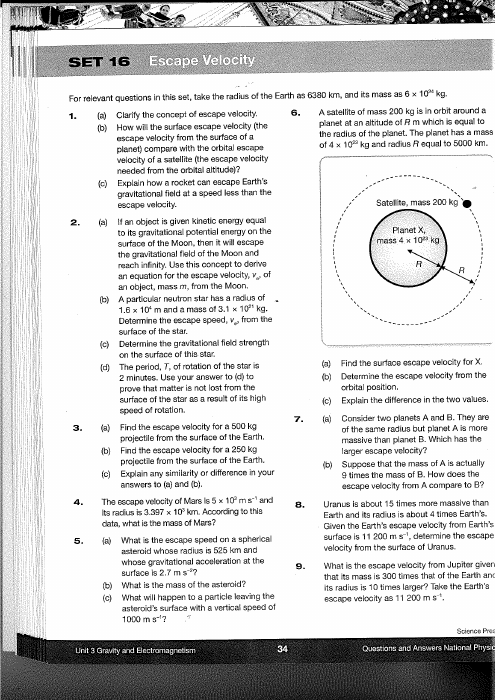 SET 16 Escape Velocity
For relevant questions in this set, take the radius of the Earth as 6380 km, and its mass as 6 × 10²⁴ kg.
1. (a) Clarify the concept of escape velocity.
(b) How will the surface escape velocity (the
escape velocity from the surface of a
planet) compare with the orbital escape
velocity of a satellite (the escape velocity
needed from the orbital altitude)?
(c) Explain how a rocket can escape Earth's
gravitational field at a speed less than the
escape velocity.
2. (a) If an object is given kinetic energy equal
to its gravitational potential energy on the
surface of the Moon, then it will escape
the gravitational field of the Moon and
reach infinity. Use this concept to derive
an equation for the escape velocity, v
, of
an object, mass m, from the Moon.
(b) A particular neutron star has a radius of
1.6 × 10⁴ m and a mass of 3.1 × 10 kg.
Determine the escape speed, v , from the
surface of the star.
(c) Determine the gravitational field strength
on the surface of this star.
(d) The period, T, of rotation of the star is
2 minutes. Use your answer to (d) to
prove that matter is not lost from the
surface of the star as a result of its high
speed of rotation.
3. (a) Find the escape velocity for a 500 kg
projectile from the surface of the Earth.
(b) Find the escape velocity for a 250 kg
projectile from the surface of the Earth.
(c) Explain any similarity or difference in your
answers to (a) and (b).
4. The escape velocity of Mars is 5 × 10³ m s⁻¹ and
its radius is 3.397 × 10 km. According to this
data, what is the mass of Mars?
5. (a) What is the escape speed on a spherical
asteroid whose radius is 525 km and
whose gravitational acceleration at the
surface is 2.7 m s⁻²?
(b) What is the mass of the asteroid?
(c) What will happen to a particle leaving the
asteroid's surface with a vertical speed of
1000 m s⁻¹?
6. A satellite of mass 200 kg is in orbit around a
planet at an altitude of R m which is equal to
the radius of the planet. The planet has a mass
of 4 × 10²³ kg and radius R equal to 5000 km.
Satellite, mass 200 kg
Planet X,
mass 4 × 10²³ kg
R
R
(a) Find the surface escape velocity for X.
(b) Determine the escape velocity from the
orbital position.
(c) Explain the difference in the two values.
7. (a) Consider two planets A and B. They are
of the same radius but planet A is more
massive than planet B. Which has the
larger escape velocity?
(b) Suppose that the mass of A is actually
9 times the mass of B. How does the
escape velocity from A compare to B?
8. Uranus is about 15 times more massive than
Earth and its radius is about 4 times Earth's.
Given the Earth's escape velocity from Earth's
surface is 11 200 m s⁻¹, determine the escape
velocity from the surface of Uranus.
9. What is the escape velocity from Jupiter given
that its mass is 300 times that of the Earth and
its radius is 10 times larger? Take the Earth's
escape velocity as 11 200 m s⁻¹.
Science Pres
Unit 3 Gravity and Electromagnetism 34 Questions and Answers National Physic